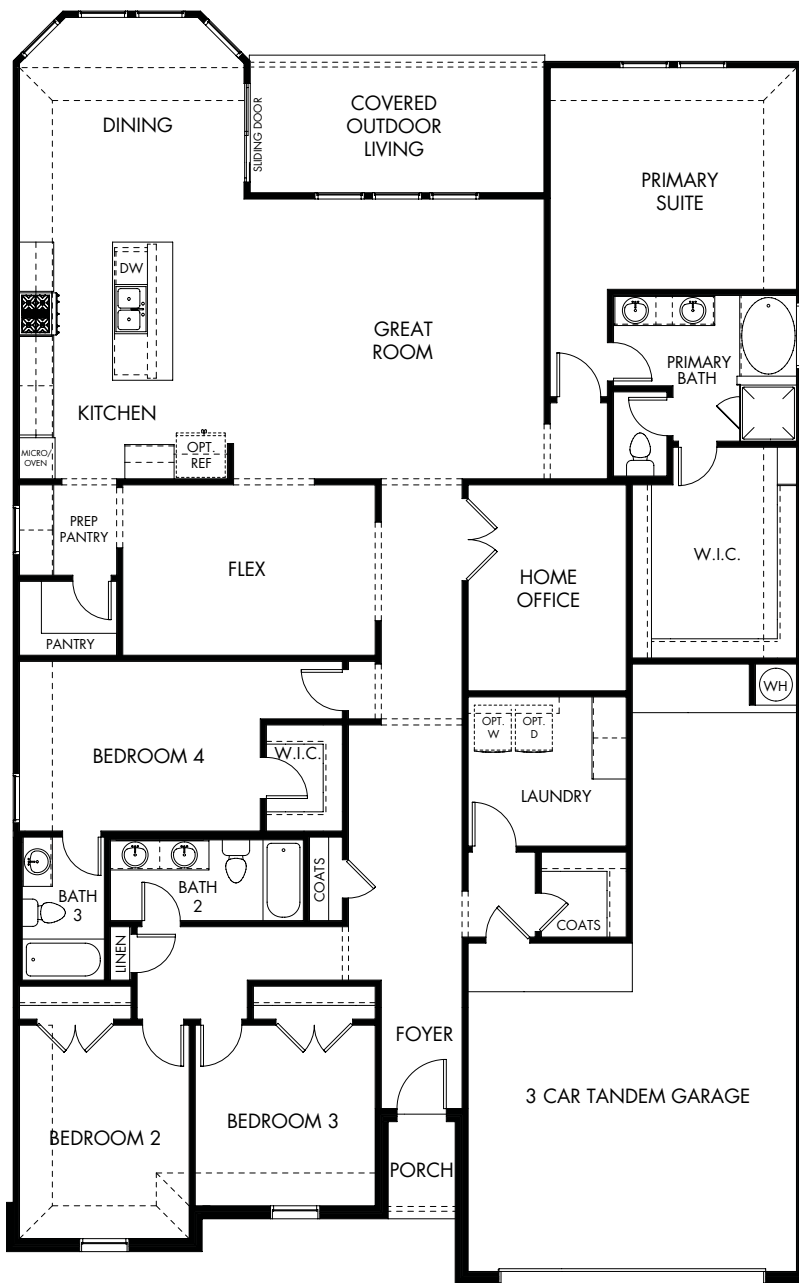 DINING
SLIDING DOOR
COVERED
OUTDOOR
LIVING
PRIMARY
SUITE
DW
GREAT
ROOM
PRIMARY
BATH
KITCHEN
MICRO/
OVEN
OPT.
REF
PREP
PANTRY
FLEX
HOME
OFFICE
W.I.C.
PANTRY
WH
OPT.
W
OPT.
D
BEDROOM 4
W.I.C.
LAUNDRY
BATH
3
BATH
2
COATS
COATS
LINEN
FOYER
3 CAR TANDEM GARAGE
BEDROOM 2
BEDROOM 3
PORCH